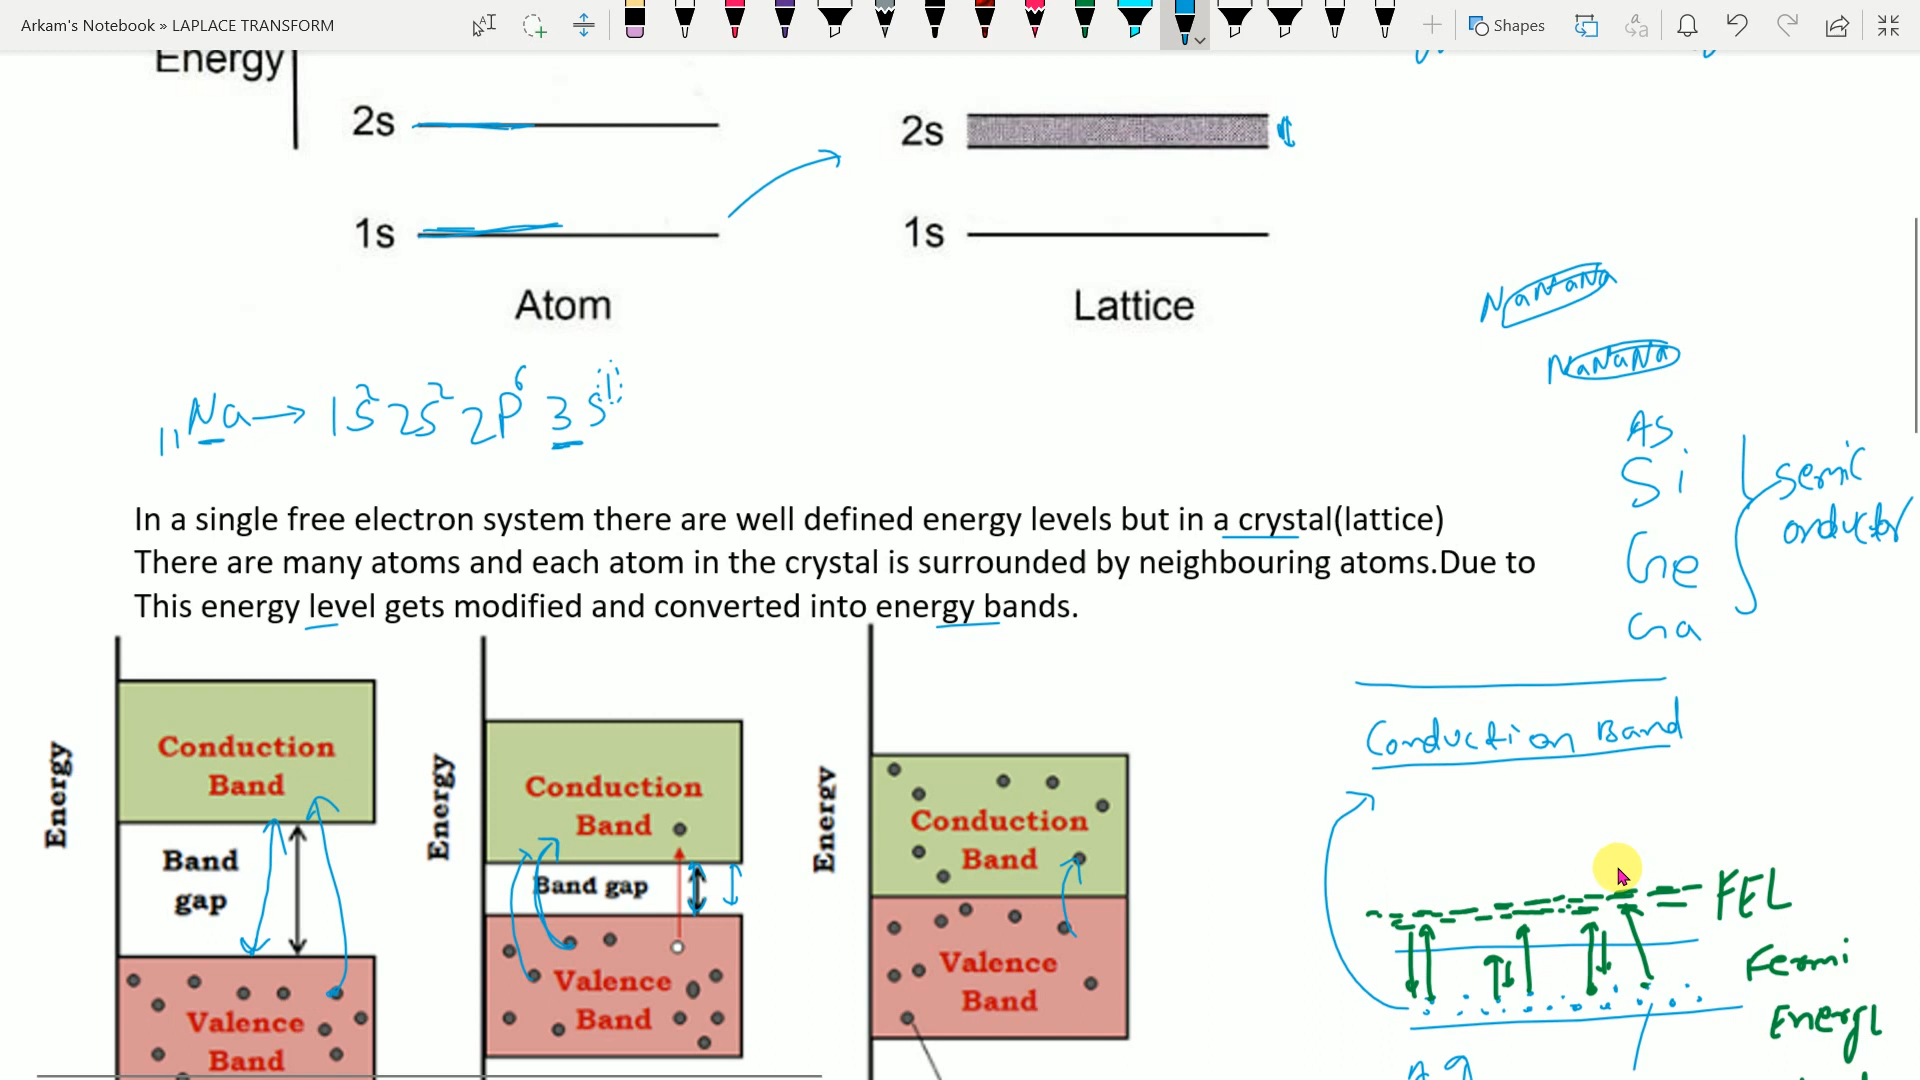 Arkam's Notebook » LAPLACE TRANSFORM
Shapes
Energy
2s
2s
1s
1s
Atom
Lattice
NaNaNa
NaNaNa
11Na → 1s² 2s² 2p⁶ 3s¹
As
Si
Ge
Ga
semic
onductor
In a single free electron system there are well defined energy levels but in a crystal(lattice)
There are many atoms and each atom in the crystal is surrounded by neighbouring atoms.Due to
This energy level gets modified and converted into energy bands.
Energy
Conduction
Band
Band
gap
Valence
Band
Energy
Conduction
Band
Band gap
Valence
Band
Energy
Conduction
Band
Valence
Band
Conduction Band
FEL
Fermi
Energy